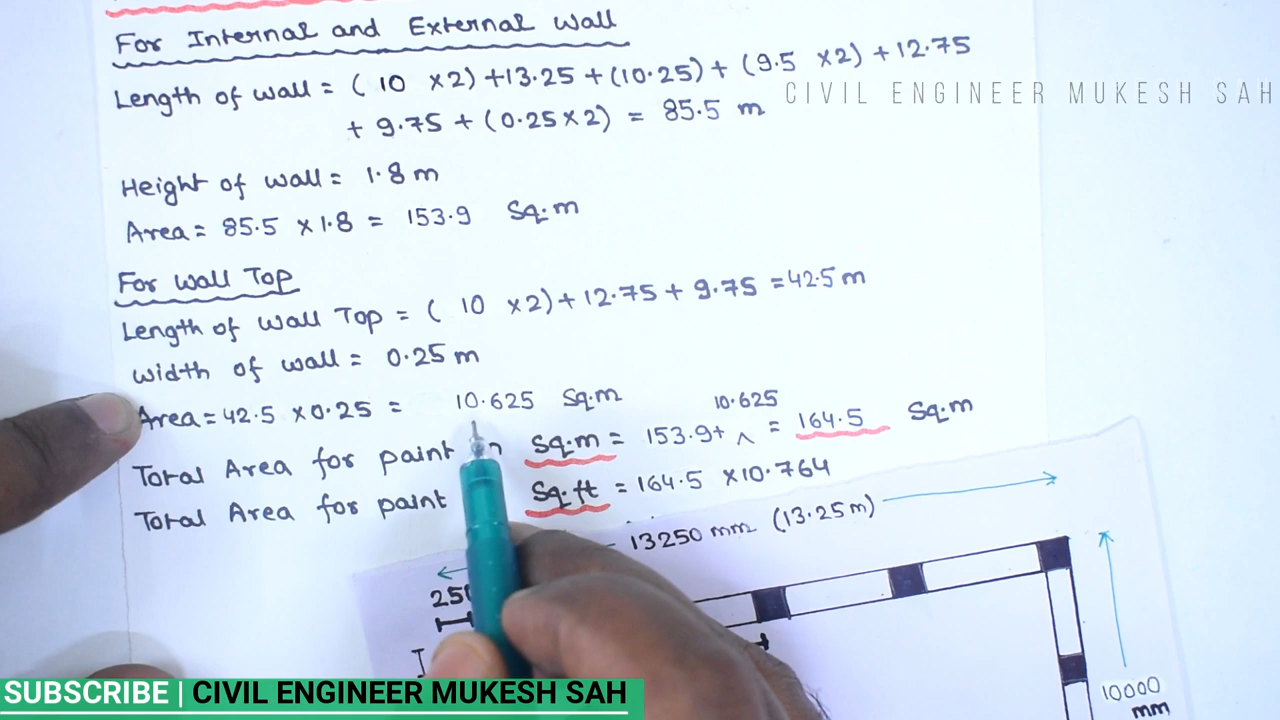 For Internal and External Wall
Length of wall = ( 10 ×2) +13.25 + (10.25) + (9.5 ×2) + 12.75
+ 9.75 + (0.25×2) = 85.5 m
CIVIL ENGINEER MUKESH SAH
Height of wall = 1.8 m
Area = 85.5 ×1.8 = 153.9 Sq.m
For Wall Top
Length of Wall Top = ( 10 ×2) + 12.75 + 9.75 = 42.5 m
Width of wall = 0.25 m
Area = 42.5 ×0.25 = 10.625 Sq.m
10.625
Total Area for paint Sq.m = 153.9+ ^ = 164.5 Sq.m
Total Area for paint Sq.ft = 164.5 ×10.764
13250 mm (13.25 m)
10000
mm
SUBSCRIBE | CIVIL ENGINEER MUKESH SAH